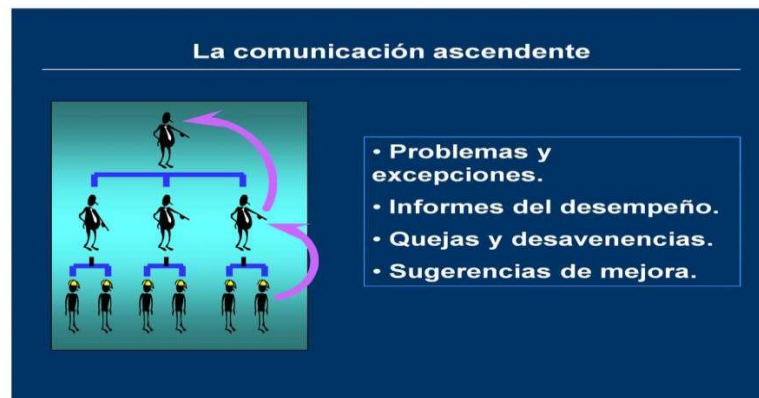 La comunicación ascendente
• Problemas y
excepciones.
• Informes del desempeño.
• Quejas y desavenencias.
• Sugerencias de mejora.